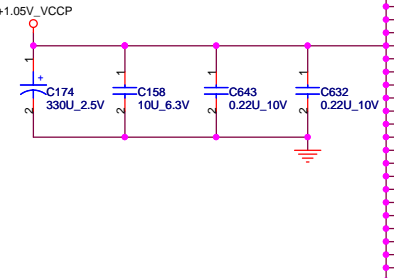 +1.05V_VCCP
1 1 1 1
+
C174 C158 C643 C632
330U_2.5V 10U_6.3V 0.22U_10V 0.22U_10V
2 2 2 2